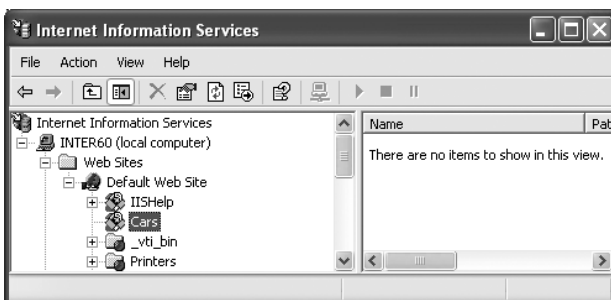 Internet Information Services
File Action View Help
Internet Information Services
INTER60 (local computer)
Web Sites
Default Web Site
IISHelp
Cars
_vti_bin
Printers
Name Pat
There are no items to show in this view.